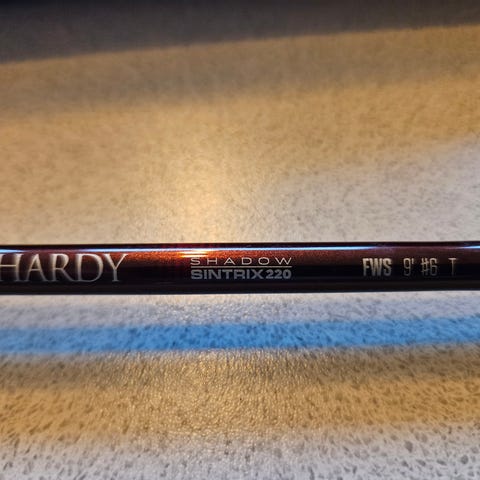 HARDY
SHADOW
SINTRIX 220
FWS 9' #6 T